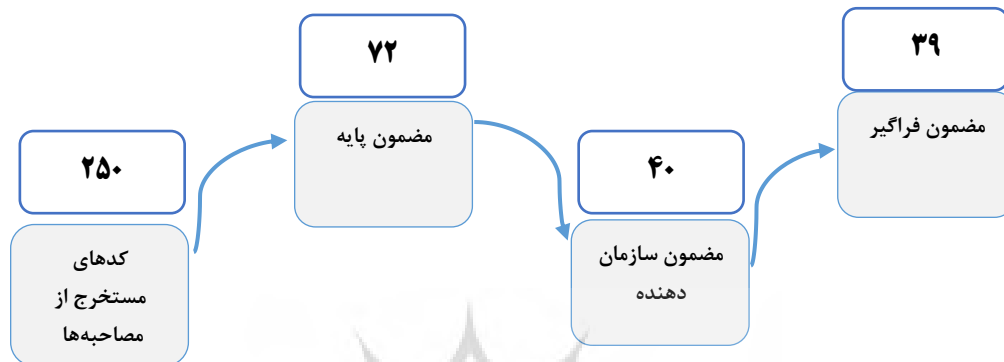 ۲۵۰
کدهای
مستخرج از
مصاحبه‌ها
۷۲
مضمون پایه
۴۰
مضمون سازمان
دهنده
۳۹
مضمون فراگیر